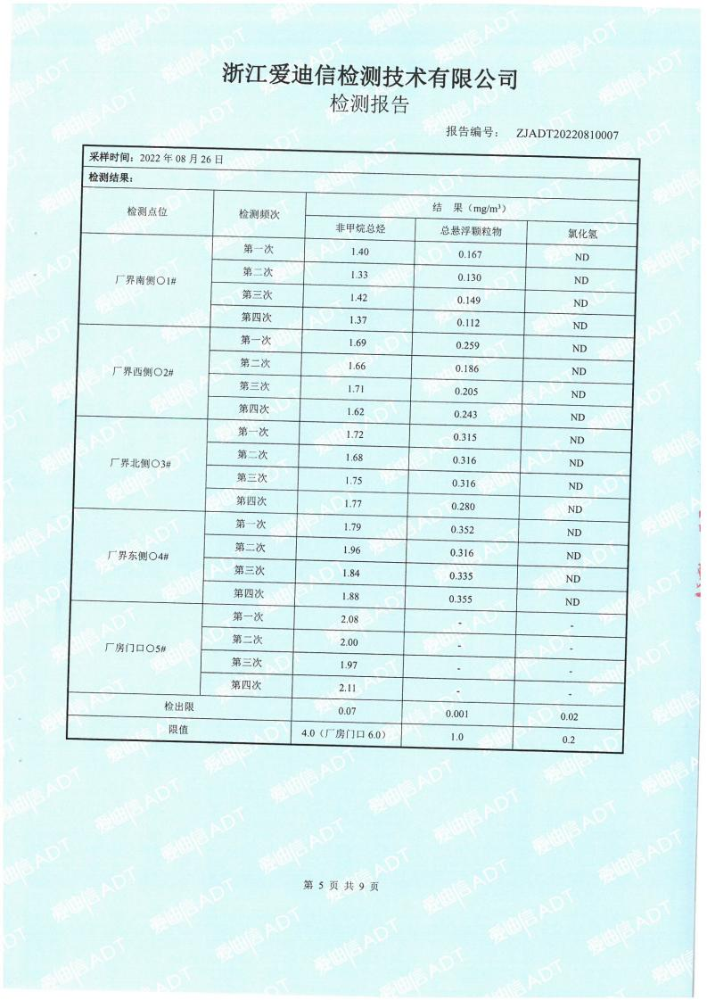 浙江爱迪信检测技术有限公司
检测报告
报告编号： ZJADT20220810007
采样时间：2022 年 08 月 26 日
检测结果：
检测点位 检测频次 结 果（mg/m³）
非甲烷总烃 总悬浮颗粒物 氯化氢
厂界南侧○1# 第一次 1.40 0.167 ND
第二次 1.33 0.130 ND
第三次 1.42 0.149 ND
第四次 1.37 0.112 ND
厂界西侧○2# 第一次 1.69 0.259 ND
第二次 1.66 0.186 ND
第三次 1.71 0.205 ND
第四次 1.62 0.243 ND
厂界北侧○3# 第一次 1.72 0.315 ND
第二次 1.68 0.316 ND
第三次 1.75 0.316 ND
第四次 1.77 0.280 ND
厂界东侧○4# 第一次 1.79 0.352 ND
第二次 1.96 0.316 ND
第三次 1.84 0.335 ND
第四次 1.88 0.355 ND
厂房门口○5# 第一次 2.08 - -
第二次 2.00 - -
第三次 1.97 - -
第四次 2.11 - -
检出限 0.07 0.001 0.02
限值 4.0（厂房门口 6.0） 1.0 0.2
第 5 页 共 9 页
爱迪信ADT